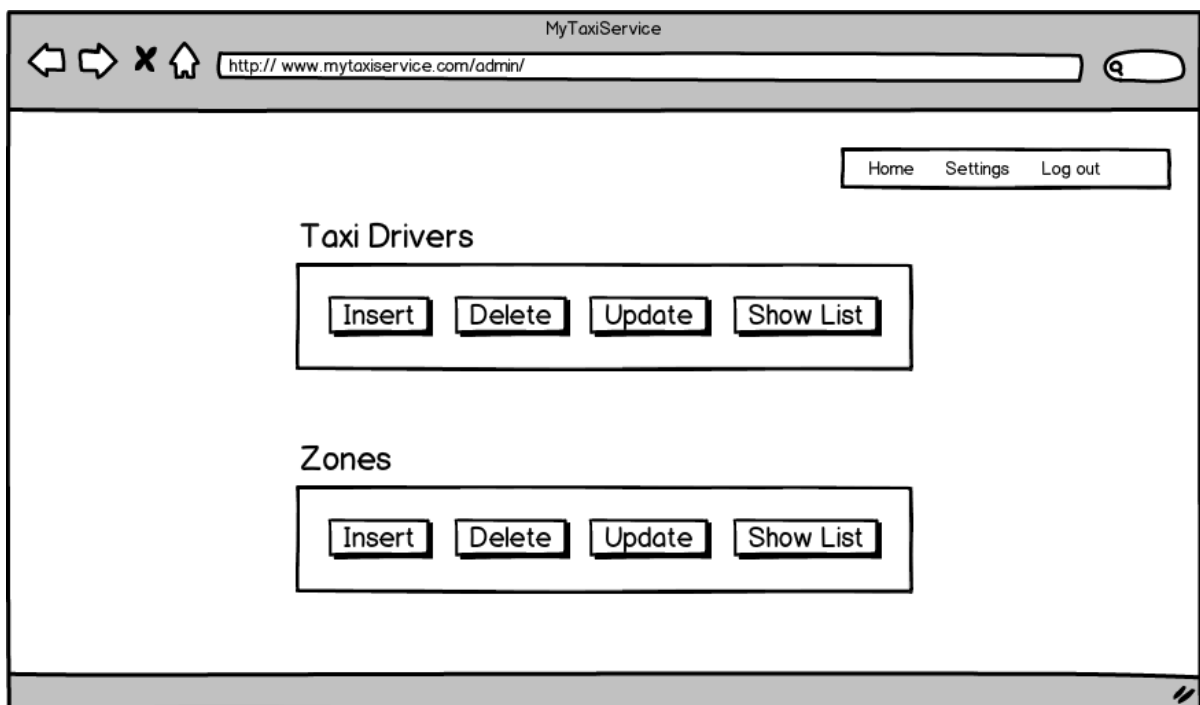 MyTaxiService
http:// www.mytaxiservice.com/admin/
Home Settings Log out
Taxi Drivers
Insert Delete Update Show List
Zones
Insert Delete Update Show List